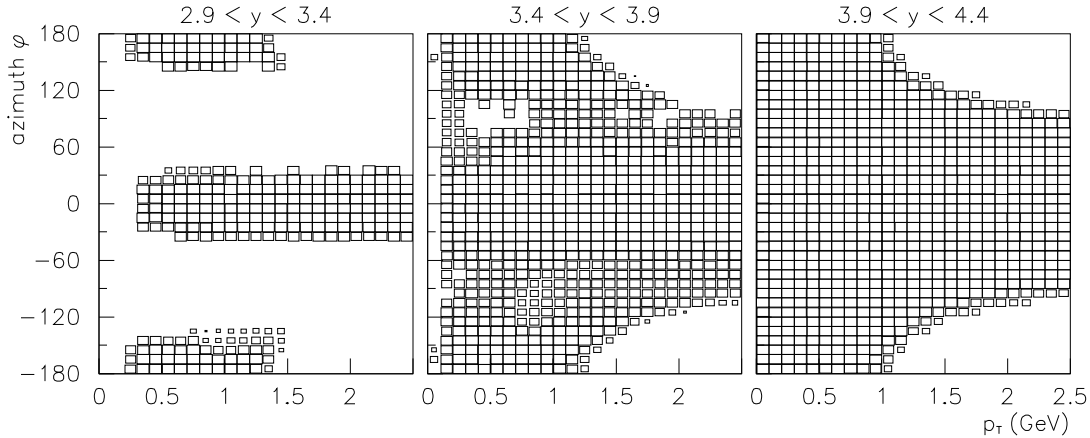 2.9 < y < 3.4
3.4 < y < 3.9
3.9 < y < 4.4
azimuth φ
180
120
60
0
−60
−120
−180
0 0.5 1 1.5 2
0 0.5 1 1.5 2
0 0.5 1 1.5 2 2.5
p_T (GeV)